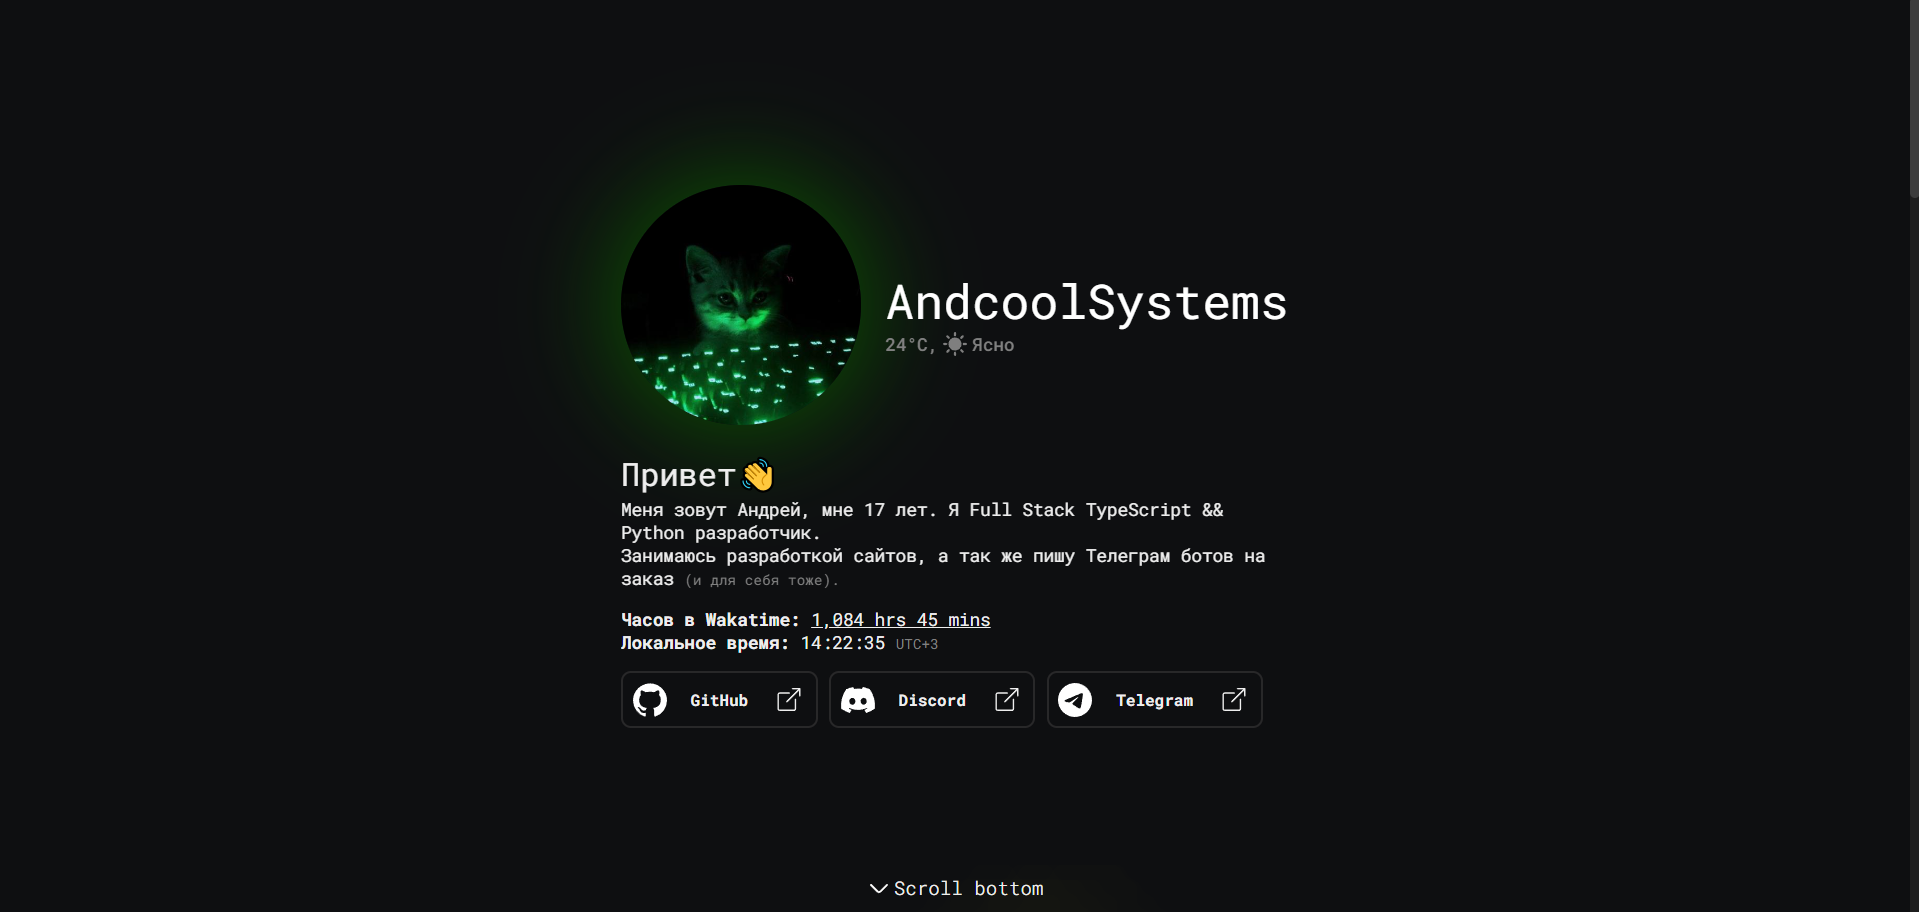 AndcoolSystems
24°C, Ясно
Привет👋
Меня зовут Андрей, мне 17 лет. Я Full Stack TypeScript &&
Python разработчик.
Занимаюсь разработкой сайтов, а так же пишу Телеграм ботов на
заказ (и для себя тоже).
Часов в Wakatime: 1,084 hrs 45 mins
Локальное время: 14:22:35 UTC+3
GitHub Discord Telegram
Scroll bottom